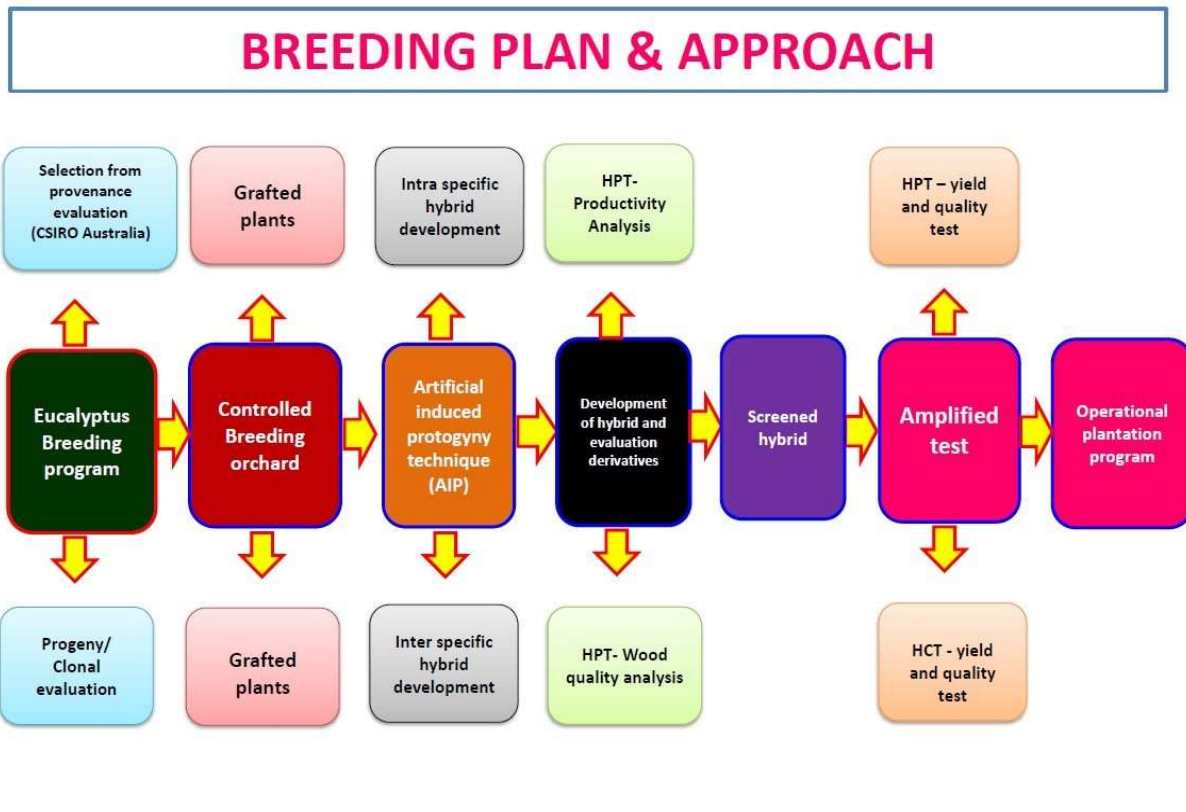 BREEDING PLAN & APPROACH
Selection from
provenance
evaluation
(CSIRO Australia)
Grafted
plants
Intra specific
hybrid
development
HPT-
Productivity
Analysis
HPT – yield
and quality
test
Eucalyptus
Breeding
program
Controlled
Breeding
orchard
Artificial
induced
protogyny
technique
(AIP)
Development
of hybrid and
evaluation
derivatives
Screened
hybrid
Amplified
test
Operational
plantation
program
Progeny/
Clonal
evaluation
Grafted
plants
Inter specific
hybrid
development
HPT- Wood
quality analysis
HCT - yield
and quality
test